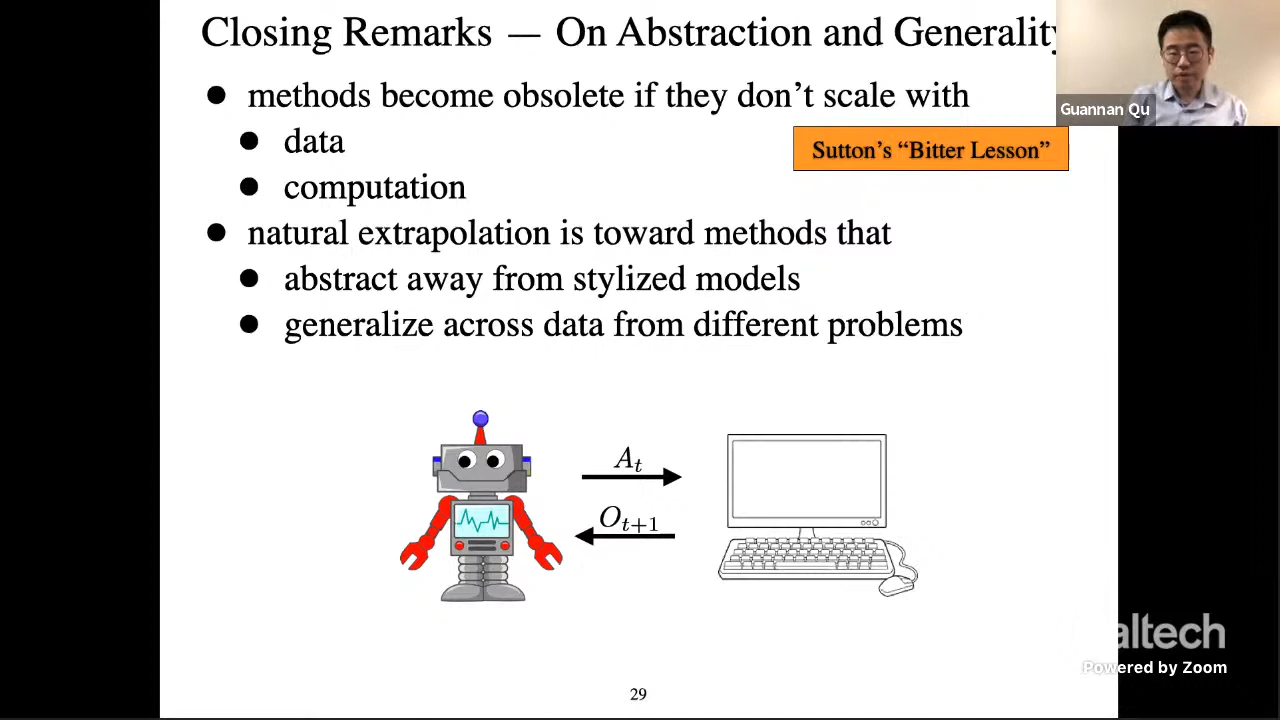 Closing Remarks — On Abstraction and Generality
Guannan Qu
● methods become obsolete if they don't scale with
● data
Sutton's “Bitter Lesson”
● computation
● natural extrapolation is toward methods that
● abstract away from stylized models
● generalize across data from different problems
A_t
O_{t+1}
altech
Powered by Zoom
29